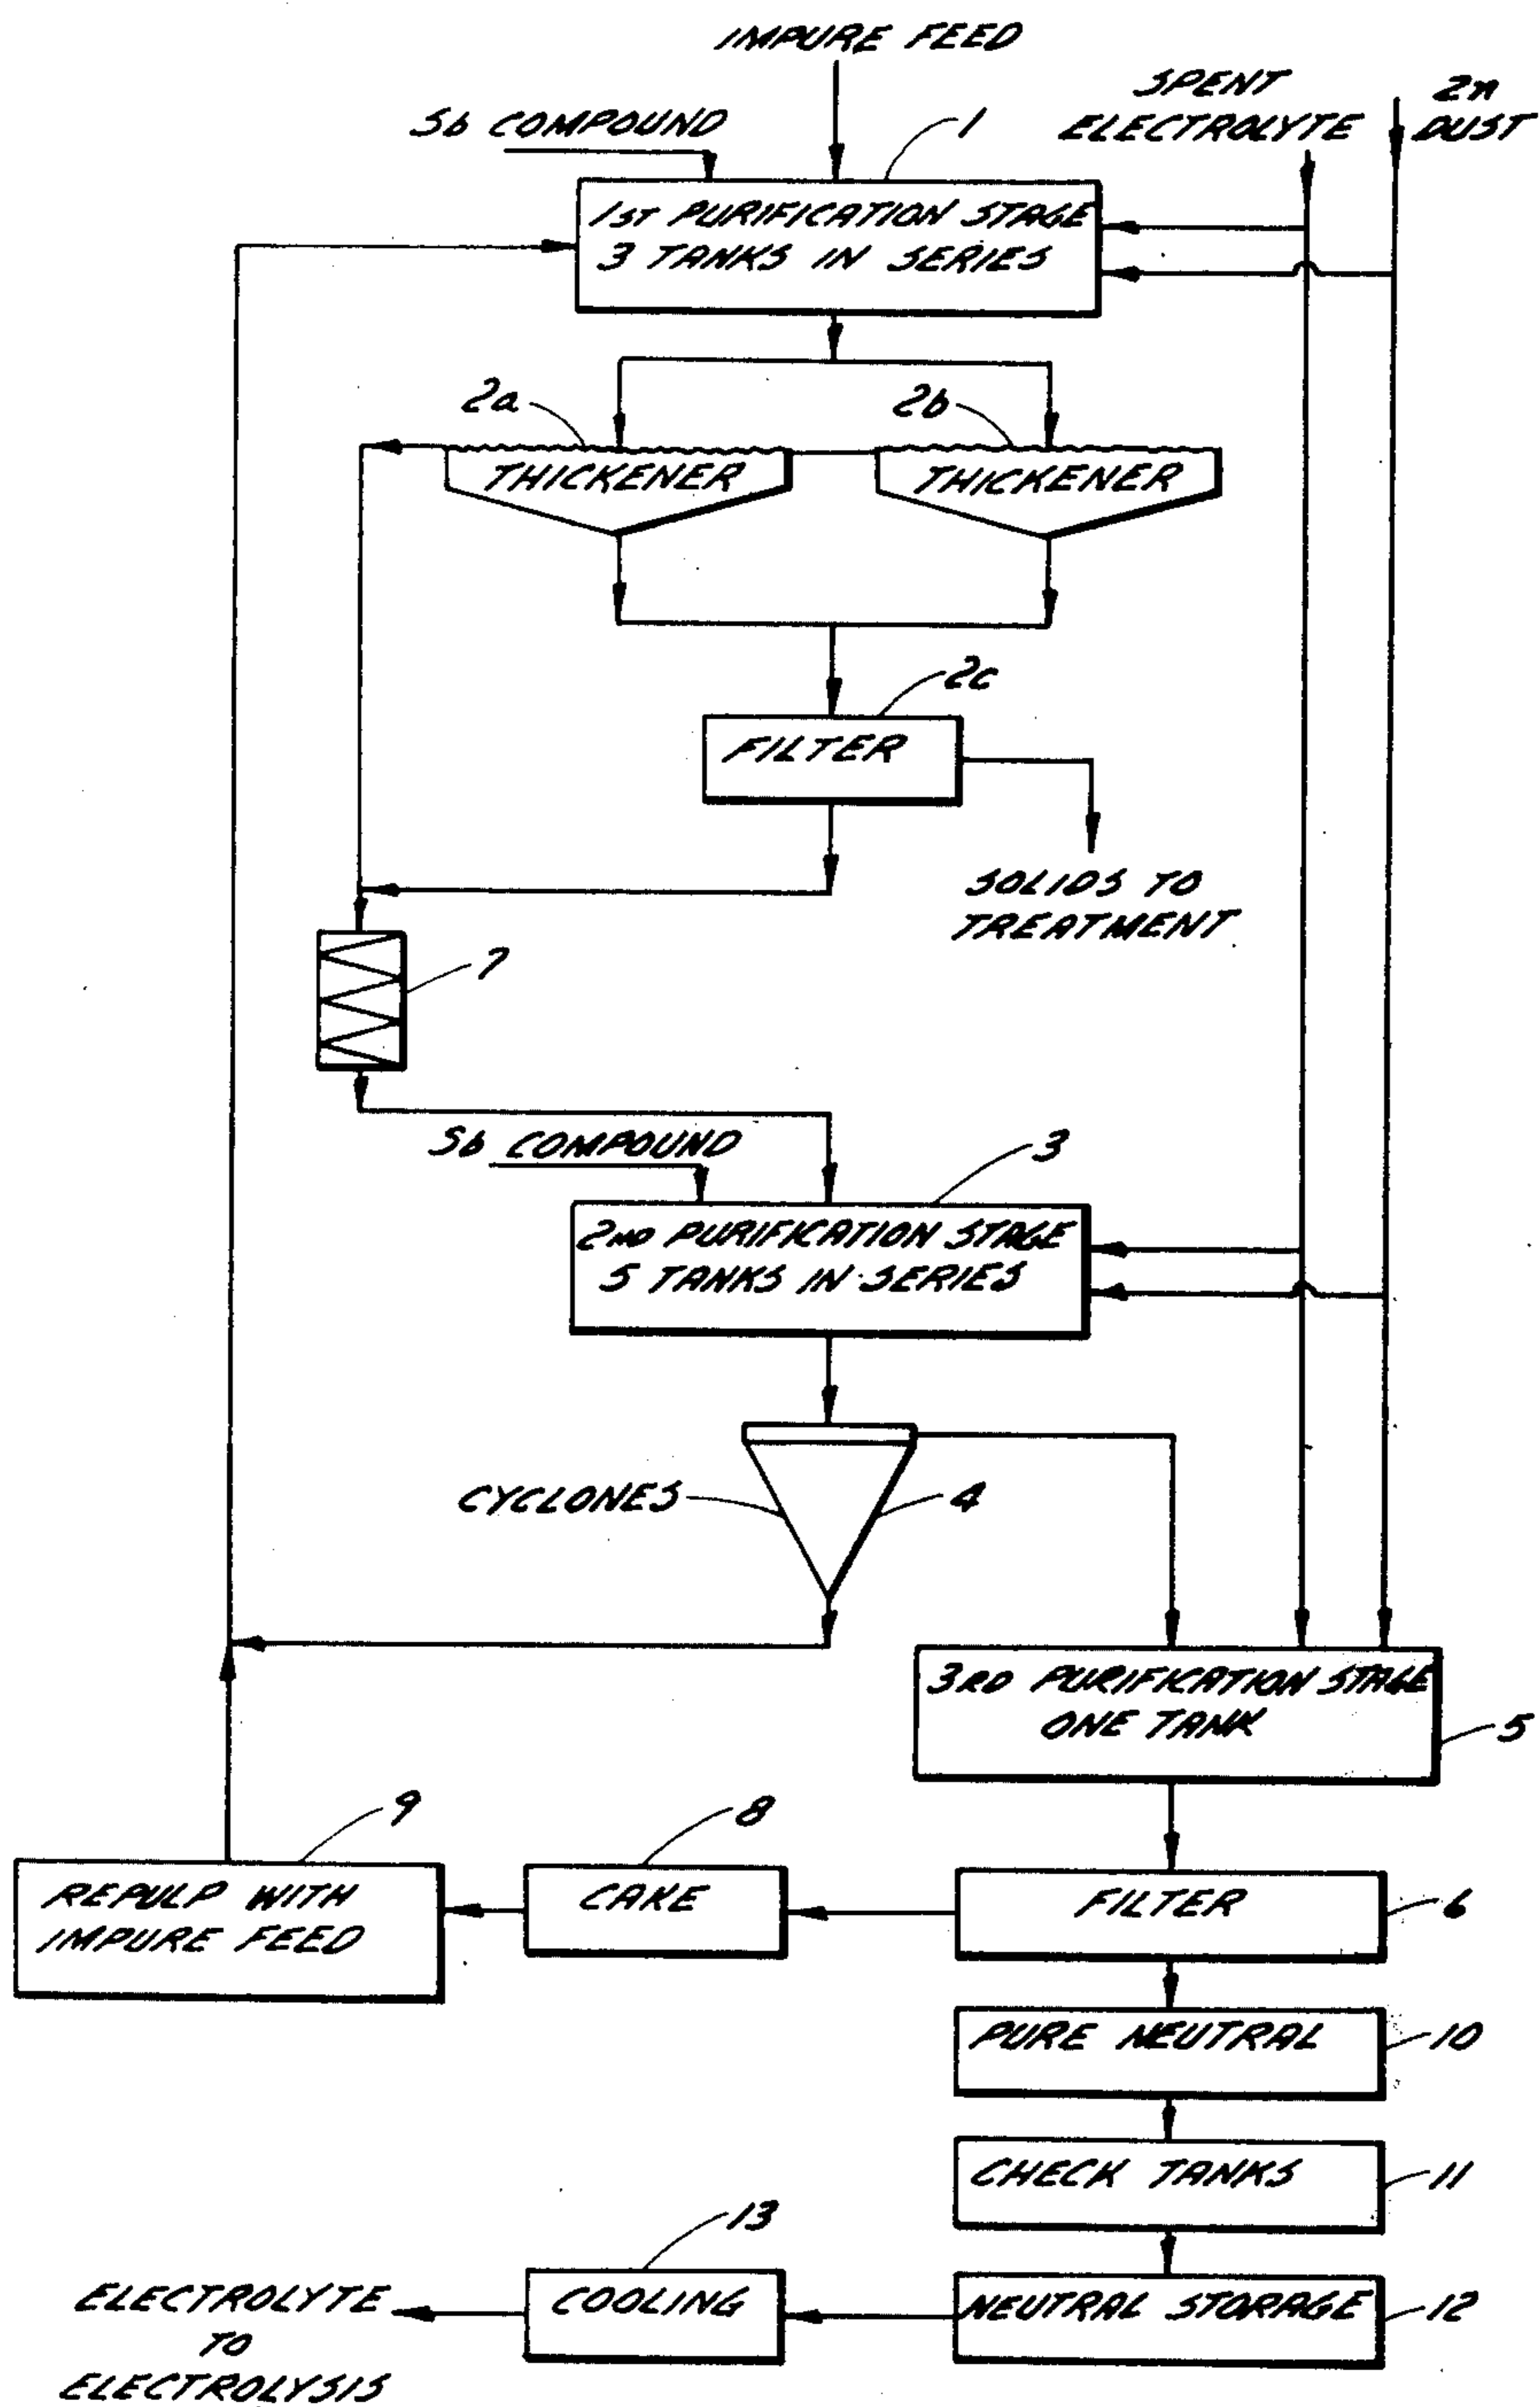 IMPURE FEED
SPENT
ELECTROLYTE
Zn
DUST
Sb COMPOUND
1
1ST PURIFICATION STAGE
3 TANKS IN SERIES
2a
2b
THICKENER
THICKENER
2c
FILTER
SOLIDS TO
TREATMENT
7
Sb COMPOUND
3
2ND PURIFICATION STAGE
5 TANKS IN SERIES
CYCLONES
4
3RD PURIFICATION STAGE
ONE TANK
5
9
8
REPULP WITH
IMPURE FEED
CAKE
FILTER
6
PURE NEUTRAL
10
CHECK TANKS
11
13
ELECTROLYTE
TO
ELECTROLYSIS
COOLING
NEUTRAL STORAGE
12